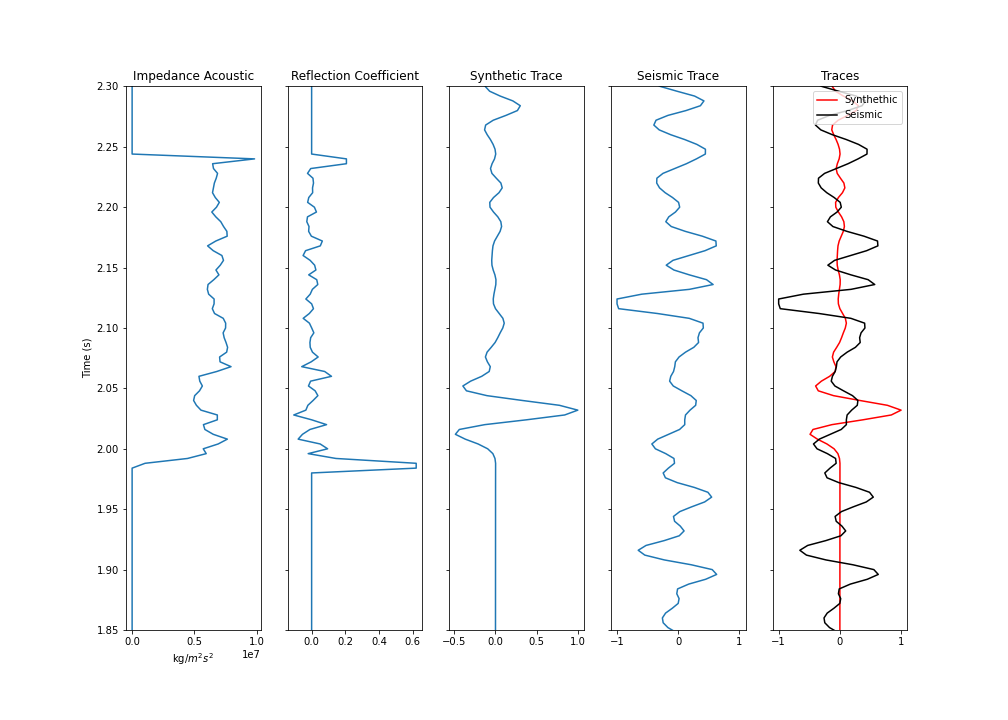 Impedance Acoustic
Reflection Coefficient
Synthetic Trace
Seismic Trace
Traces
Synthethic
Seismic
Time (s)
2.30
2.25
2.20
2.15
2.10
2.05
2.00
1.95
1.90
1.85
0.0 0.5 1.0
1e7
kg/m²s²
0.0 0.2 0.4 0.6
−0.5 0.0 0.5 1.0
−1 0 1
−1 0 1